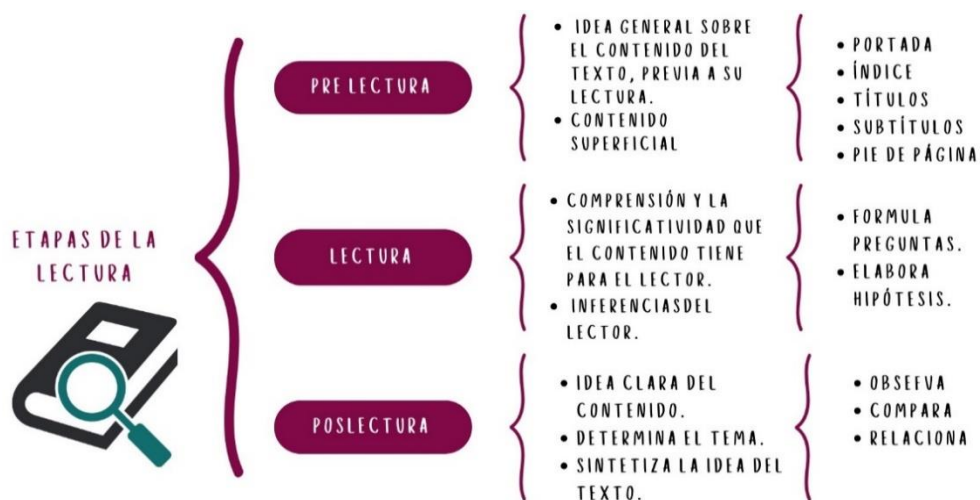 ETAPAS DE LA
LECTURA
PRE LECTURA
• IDEA GENERAL SOBRE
EL CONTENIDO DEL
TEXTO, PREVIA A SU
LECTURA.
• CONTENIDO
SUPERFICIAL
• PORTADA
• ÍNDICE
• TÍTULOS
• SUBTÍTULOS
• PIE DE PÁGINA
LECTURA
• COMPRENSIÓN Y LA
SIGNIFICATIVIDAD QUE
EL CONTENIDO TIENE
PARA EL LECTOR.
• INFERENCIASDEL
LECTOR.
• FORMULA
PREGUNTAS.
• ELABORA
HIPÓTESIS.
POSLECTURA
• IDEA CLARA DEL
CONTENIDO.
• DETERMINA EL TEMA.
• SINTETIZA LA IDEA DEL
TEXTO.
• OBSEFVA
• COMPARA
• RELACIONA